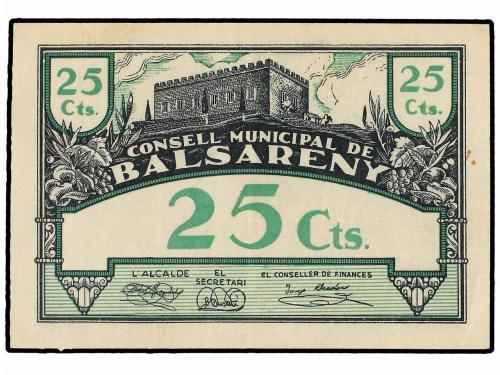 25 Cts.
25 Cts.
CONSELL MUNICIPAL DE
BALSARENY
25 Cts.
L'ALCALDE
EL SECRETARI
EL CONSELLER DE FINANCES